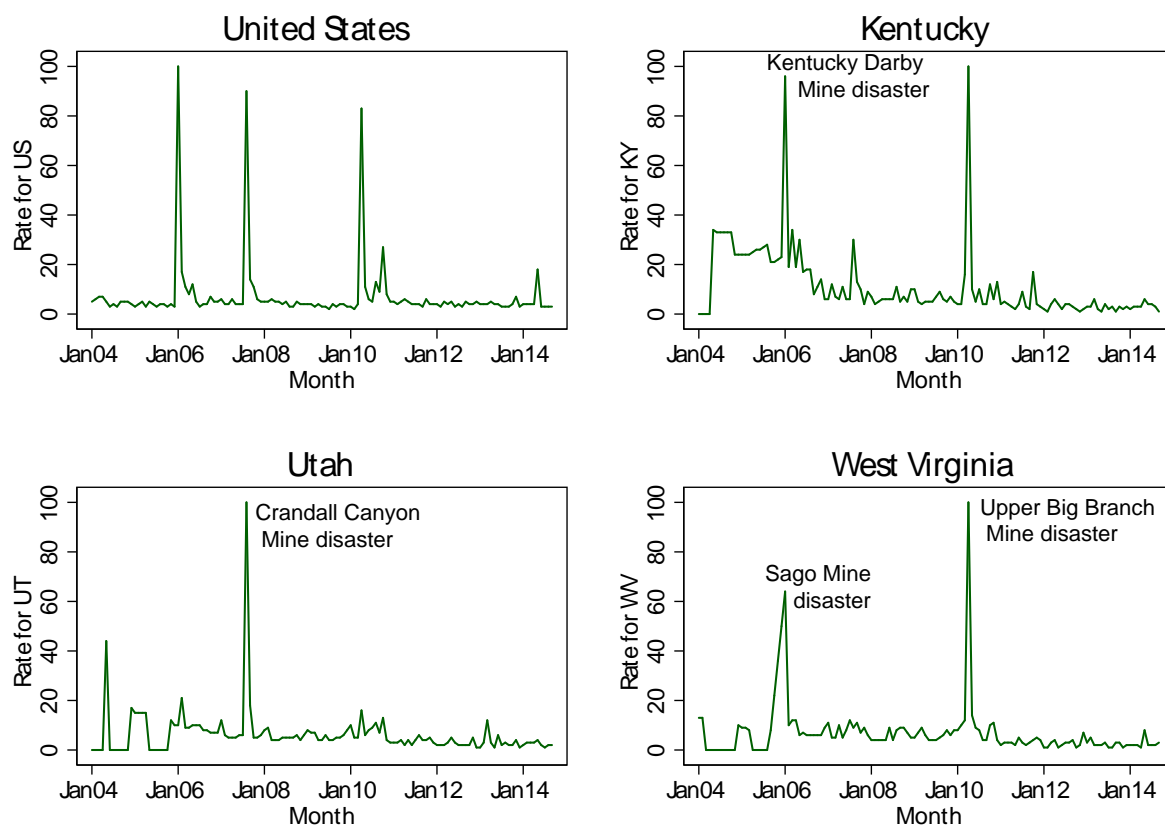 United States
100
80
60
40
20
0
Rate for US
Jan04 Jan06 Jan08 Jan10 Jan12 Jan14
Month
Kentucky
Kentucky Darby
Mine disaster
100
80
60
40
20
0
Rate for KY
Jan04 Jan06 Jan08 Jan10 Jan12 Jan14
Month
Utah
Crandall Canyon
Mine disaster
100
80
60
40
20
0
Rate for UT
Jan04 Jan06 Jan08 Jan10 Jan12 Jan14
Month
West Virginia
Upper Big Branch
Mine disaster
Sago Mine
disaster
100
80
60
40
20
0
Rate for WV
Jan04 Jan06 Jan08 Jan10 Jan12 Jan14
Month